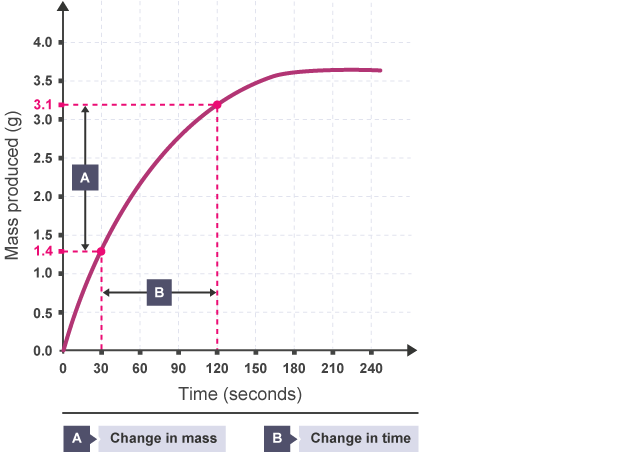 Mass produced (g)
4.0
3.5
3.1
3.0
2.5
A
2.0
1.5
1.4
1.0
B
0.5
0.0
0 30 60 90 120 150 180 210 240
Time (seconds)
A Change in mass B Change in time